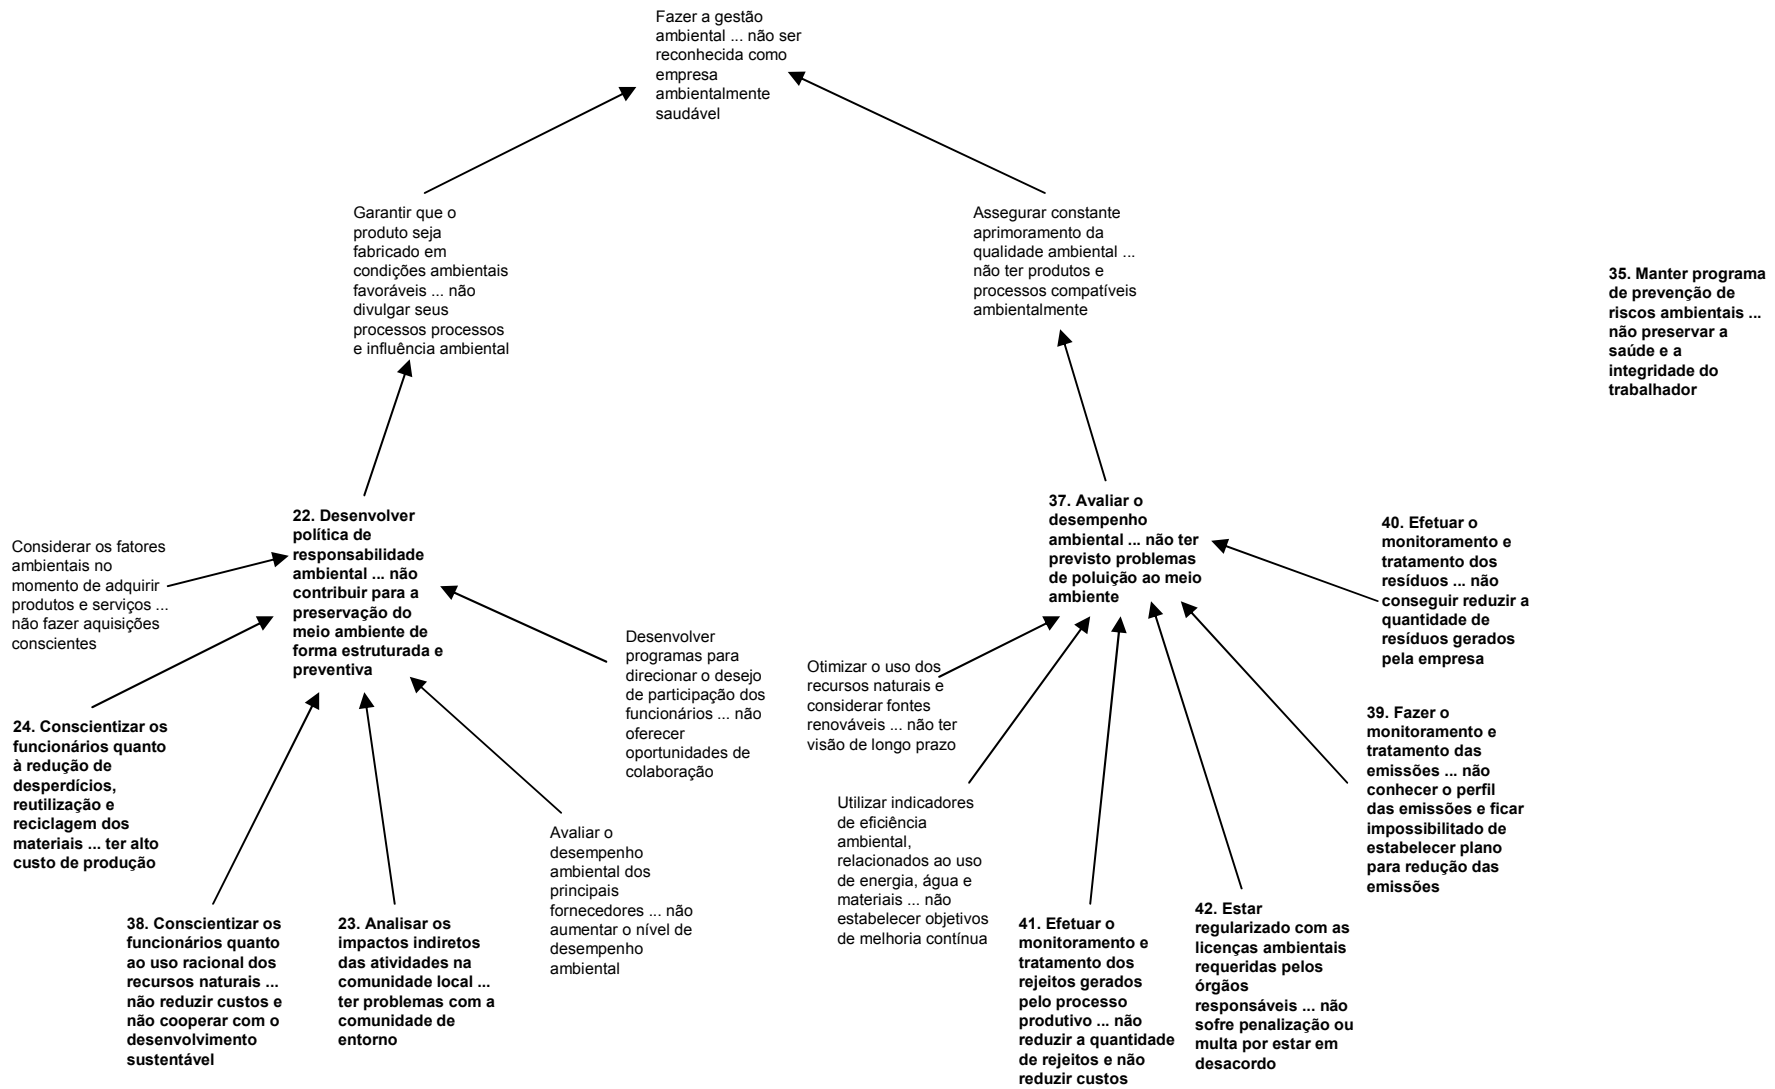 Fazer a gestão
ambiental ... não ser
reconhecida como
empresa
ambientalmente
saudável
Garantir que o
produto seja
fabricado em
condições ambientais
favoráveis ... não
divulgar seus
processos processos
e influência ambiental
Assegurar constante
aprimoramento da
qualidade ambiental ...
não ter produtos e
processos compatíveis
ambientalmente
35. Manter programa
de prevenção de
riscos ambientais ...
não preservar a
saúde e a
integridade do
trabalhador
Considerar os fatores
ambientais no
momento de adquirir
produtos e serviços ...
não fazer aquisições
conscientes
22. Desenvolver
política de
responsabilidade
ambiental ... não
contribuir para a
preservação do
meio ambiente de
forma estruturada e
preventiva
37. Avaliar o
desempenho
ambiental ... não ter
previsto problemas
de poluição ao meio
ambiente
40. Efetuar o
monitoramento e
tratamento dos
resíduos ... não
conseguir reduzir a
quantidade de
resíduos gerados
pela empresa
24. Conscientizar os
funcionários quanto
à redução de
desperdícios,
reutilização e
reciclagem dos
materiais ... ter alto
custo de produção
Desenvolver
programas para
direcionar o desejo
de participação dos
funcionários ... não
oferecer
oportunidades de
colaboração
Otimizar o uso dos
recursos naturais e
considerar fontes
renováveis ... não ter
visão de longo prazo
39. Fazer o
monitoramento e
tratamento das
emissões ... não
conhecer o perfil
das emissões e ficar
impossibilitado de
estabelecer plano
para redução das
emissões
38. Conscientizar os
funcionários quanto
ao uso racional dos
recursos naturais ...
não reduzir custos e
não cooperar com o
desenvolvimento
sustentável
23. Analisar os
impactos indiretos
das atividades na
comunidade local ...
ter problemas com a
comunidade de
entorno
Avaliar o
desempenho
ambiental dos
principais
fornecedores ... não
aumentar o nível de
desempenho
ambiental
Utilizar indicadores
de eficiência
ambiental,
relacionados ao uso
de energia, água e
materiais ... não
estabelecer objetivos
de melhoria contínua
41. Efetuar o
monitoramento e
tratamento dos
rejeitos gerados
pelo processo
produtivo ... não
reduzir a quantidade
de rejeitos e não
reduzir custos
42. Estar
regularizado com as
licenças ambientais
requeridas pelos
órgãos
responsáveis ... não
sofre penalização ou
multa por estar em
desacordo